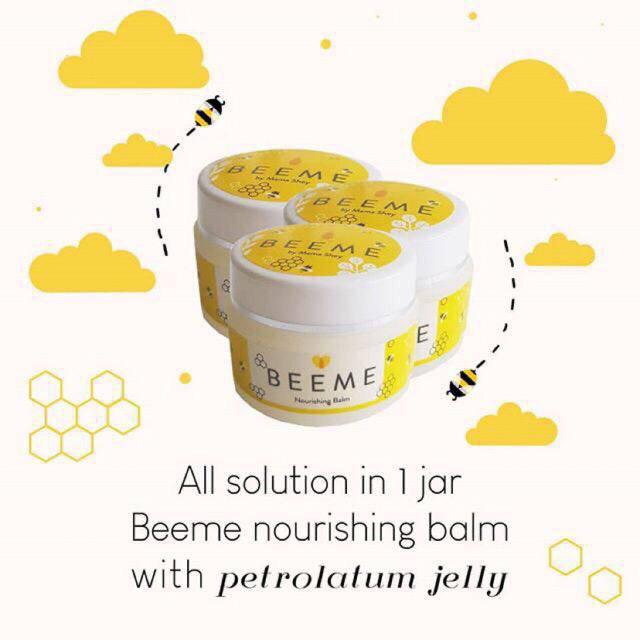 BEEME
by Mama Shey
BEEME
by Mama Shey
BEEME
by Mama Shey
E
BEEME
Nourishing Balm
All solution in 1 jar
Beeme nourishing balm
with petrolatum jelly